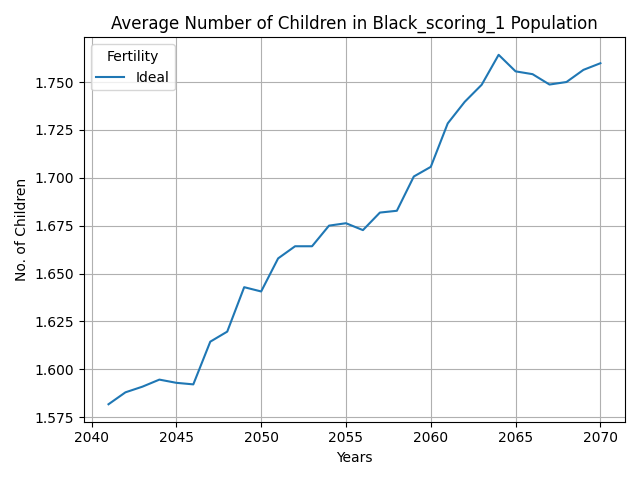 Average Number of Children in Black_scoring_1 Population
Fertility
Ideal
No. of Children
1.750
1.725
1.700
1.675
1.650
1.625
1.600
1.575
2040 2045 2050 2055 2060 2065 2070
Years